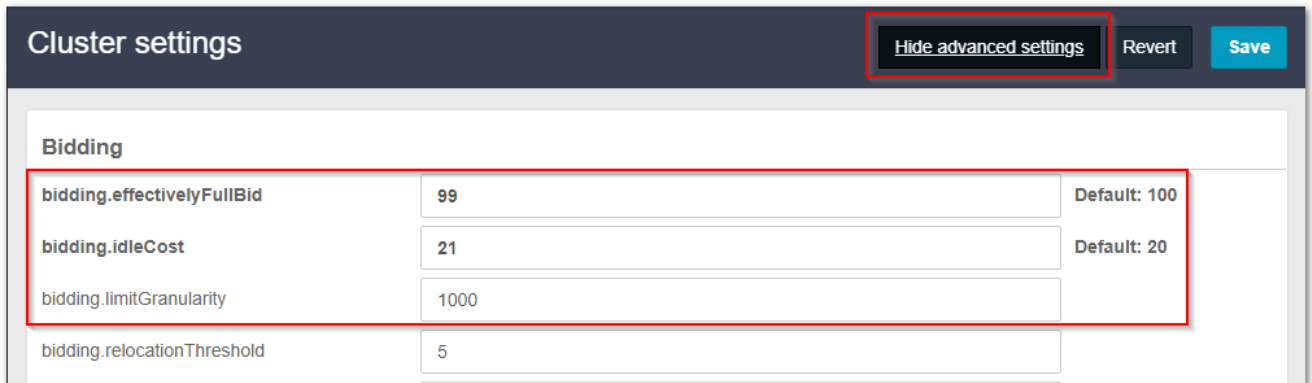 Cluster settings Hide advanced settings Revert Save
Bidding
bidding.effectivelyFullBid 99 Default: 100
bidding.idleCost 21 Default: 20
bidding.limitGranularity 1000
bidding.relocationThreshold 5